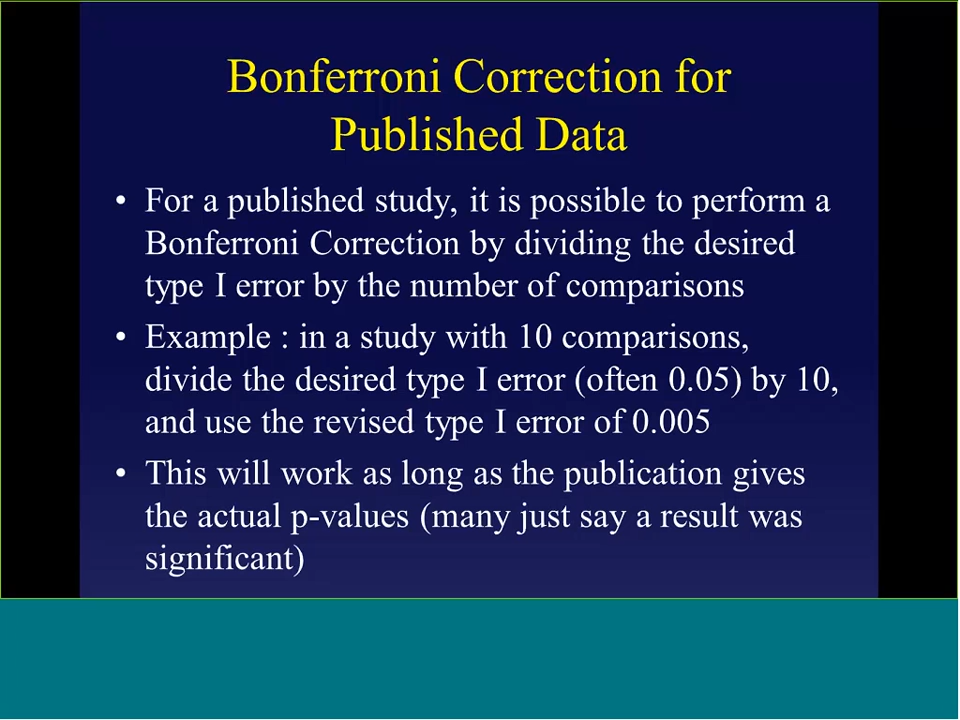 Bonferroni Correction for
Published Data
• For a published study, it is possible to perform a
Bonferroni Correction by dividing the desired
type I error by the number of comparisons
• Example : in a study with 10 comparisons,
divide the desired type I error (often 0.05) by 10,
and use the revised type I error of 0.005
• This will work as long as the publication gives
the actual p-values (many just say a result was
significant)